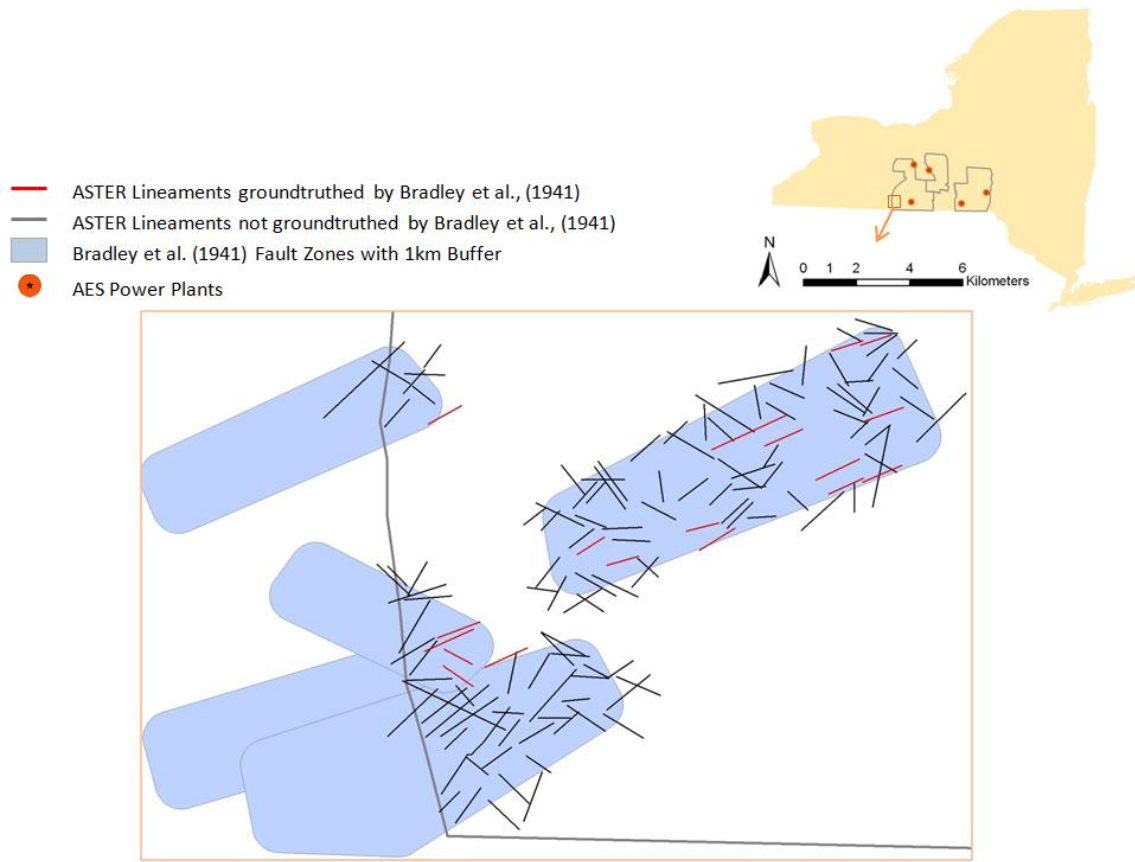 ASTER Lineaments groundtruthed by Bradley et al., (1941)
ASTER Lineaments not groundtruthed by Bradley et al., (1941)
Bradley et al. (1941) Fault Zones with 1km Buffer
AES Power Plants
N
0 1 2 4 6
Kilometers